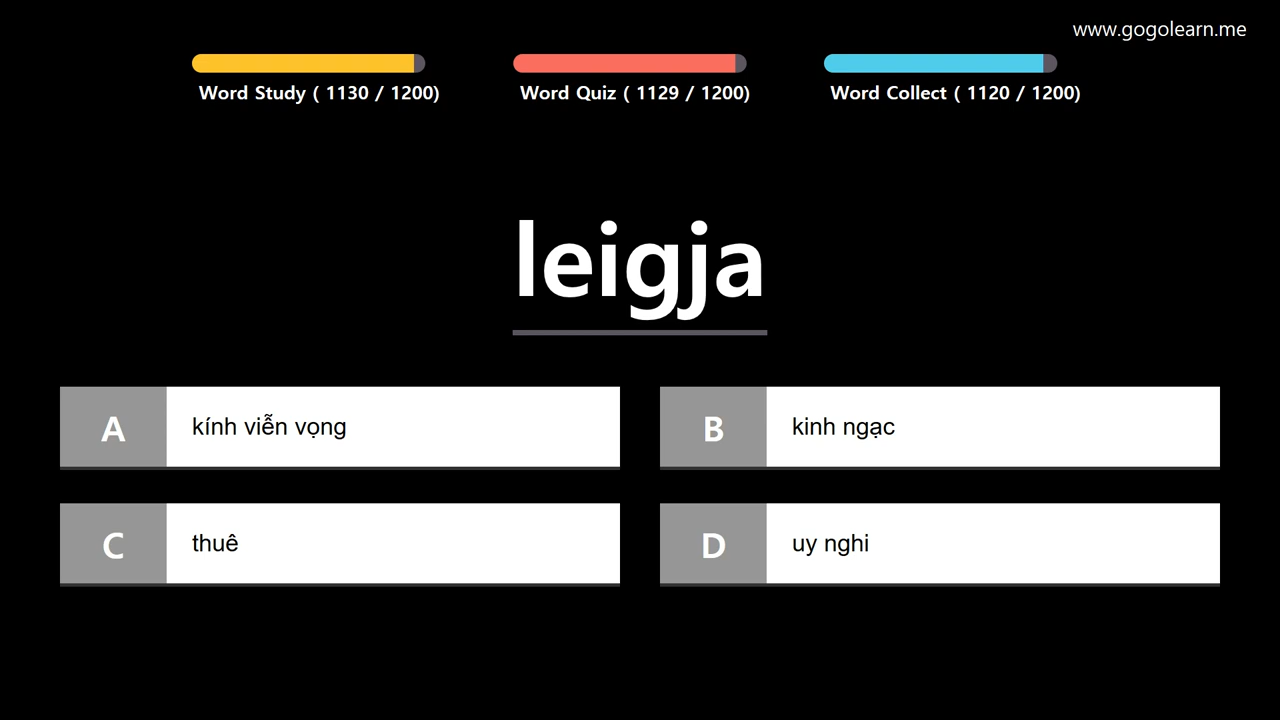 www.gogolearn.me
Word Study ( 1130 / 1200)
Word Quiz ( 1129 / 1200)
Word Collect ( 1120 / 1200)
leigja
A kính viễn vọng
B kinh ngạc
C thuê
D uy nghi